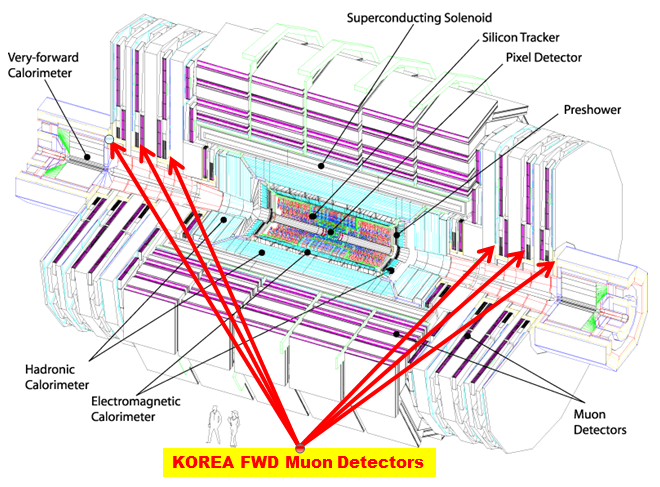 Superconducting Solenoid
Silicon Tracker
Pixel Detector
Very-forward
Calorimeter
Preshower
Hadronic
Calorimeter
Electromagnetic
Calorimeter
Muon
Detectors
KOREA FWD Muon Detectors